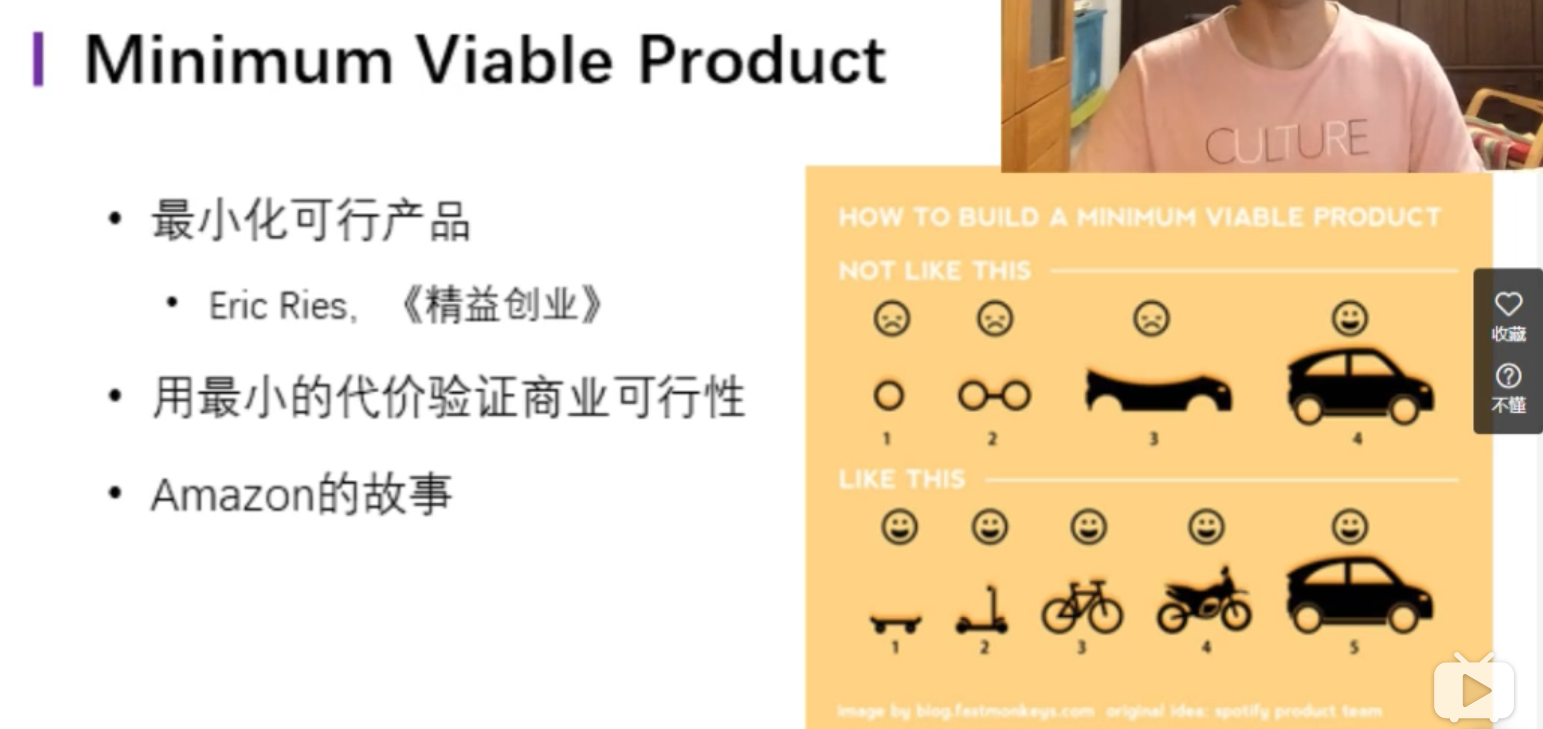 Minimum Viable Product
CULTURE
• 最小化可行产品
• Eric Ries, 《精益创业》
• 用最小的代价验证商业可行性
• Amazon的故事
HOW TO BUILD A MINIMUM VIABLE PRODUCT
NOT LIKE THIS
1 2 3 4
LIKE THIS
1 2 3 4 5
image by blog.fastmonkeys.com original idea: spotify product team
收藏
不懂